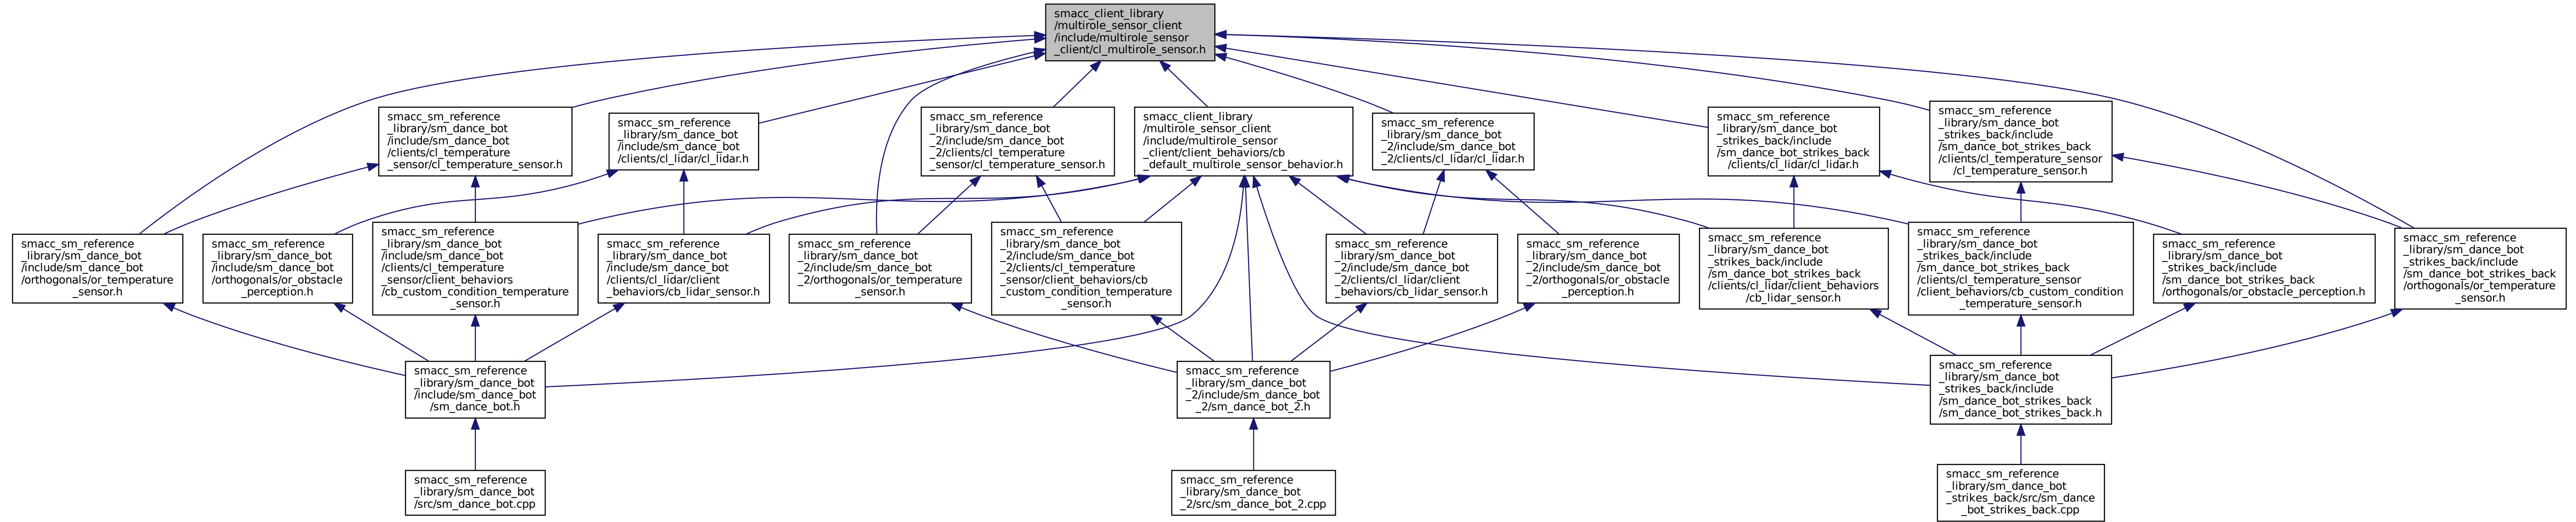 smacc_client_library
/multirole_sensor_client
/include/multirole_sensor
_client/cl_multirole_sensor.h
smacc_sm_reference
_library/sm_dance_bot
/include/sm_dance_bot
/clients/cl_temperature
_sensor/cl_temperature_sensor.h
smacc_sm_reference
_library/sm_dance_bot
/include/sm_dance_bot
/clients/cl_lidar/cl_lidar.h
smacc_sm_reference
_library/sm_dance_bot
_2/include/sm_dance_bot
_2/clients/cl_temperature
_sensor/cl_temperature_sensor.h
smacc_client_library
/multirole_sensor_client
/include/multirole_sensor
_client/client_behaviors/cb
_default_multirole_sensor_behavior.h
smacc_sm_reference
_library/sm_dance_bot
_2/include/sm_dance_bot
_2/clients/cl_lidar/cl_lidar.h
smacc_sm_reference
_library/sm_dance_bot
_strikes_back/include
/sm_dance_bot_strikes_back
/clients/cl_lidar/cl_lidar.h
smacc_sm_reference
_library/sm_dance_bot
_strikes_back/include
/sm_dance_bot_strikes_back
/clients/cl_temperature_sensor
/cl_temperature_sensor.h
smacc_sm_reference
_library/sm_dance_bot
/include/sm_dance_bot
/orthogonals/or_temperature
_sensor.h
smacc_sm_reference
_library/sm_dance_bot
/include/sm_dance_bot
/orthogonals/or_obstacle
_perception.h
smacc_sm_reference
_library/sm_dance_bot
/include/sm_dance_bot
/clients/cl_temperature
_sensor/client_behaviors
/cb_custom_condition_temperature
_sensor.h
smacc_sm_reference
_library/sm_dance_bot
/include/sm_dance_bot
/clients/cl_lidar/client
_behaviors/cb_lidar_sensor.h
smacc_sm_reference
_library/sm_dance_bot
_2/include/sm_dance_bot
_2/orthogonals/or_temperature
_sensor.h
smacc_sm_reference
_library/sm_dance_bot
_2/include/sm_dance_bot
_2/clients/cl_temperature
_sensor/client_behaviors/cb
_custom_condition_temperature
_sensor.h
smacc_sm_reference
_library/sm_dance_bot
_2/include/sm_dance_bot
_2/clients/cl_lidar/client
_behaviors/cb_lidar_sensor.h
smacc_sm_reference
_library/sm_dance_bot
_2/include/sm_dance_bot
_2/orthogonals/or_obstacle
_perception.h
smacc_sm_reference
_library/sm_dance_bot
_strikes_back/include
/sm_dance_bot_strikes_back
/clients/cl_lidar/client_behaviors
/cb_lidar_sensor.h
smacc_sm_reference
_library/sm_dance_bot
_strikes_back/include
/sm_dance_bot_strikes_back
/clients/cl_temperature_sensor
/client_behaviors/cb_custom_condition
_temperature_sensor.h
smacc_sm_reference
_library/sm_dance_bot
_strikes_back/include
/sm_dance_bot_strikes_back
/orthogonals/or_obstacle_perception.h
smacc_sm_reference
_library/sm_dance_bot
_strikes_back/include
/sm_dance_bot_strikes_back
/orthogonals/or_temperature
_sensor.h
smacc_sm_reference
_library/sm_dance_bot
/include/sm_dance_bot
/sm_dance_bot.h
smacc_sm_reference
_library/sm_dance_bot
_2/include/sm_dance_bot
_2/sm_dance_bot_2.h
smacc_sm_reference
_library/sm_dance_bot
_strikes_back/include
/sm_dance_bot_strikes_back
/sm_dance_bot_strikes_back.h
smacc_sm_reference
_library/sm_dance_bot
/src/sm_dance_bot.cpp
smacc_sm_reference
_library/sm_dance_bot
_2/src/sm_dance_bot_2.cpp
smacc_sm_reference
_library/sm_dance_bot
_strikes_back/src/sm_dance
_bot_strikes_back.cpp